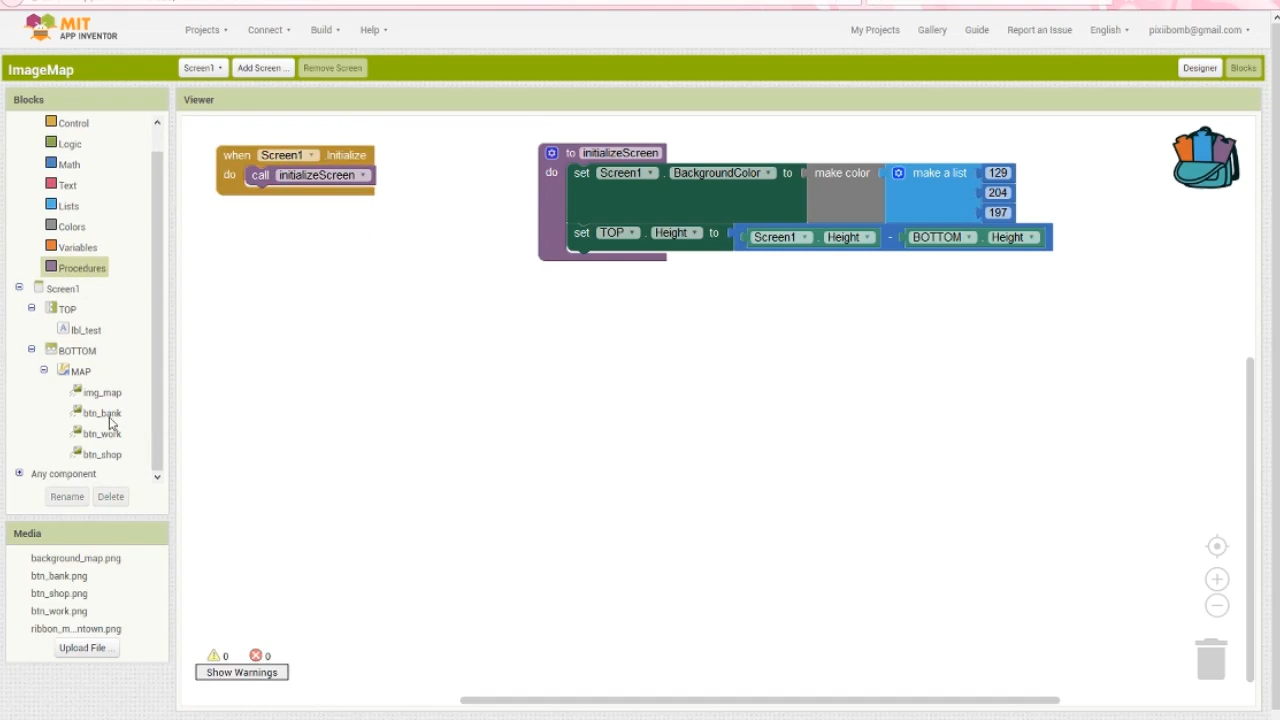 MIT
APP INVENTOR
Projects Connect Build Help
My Projects Gallery Guide Report an Issue English pixiibomb@gmail.com
ImageMap
Screen1 Add Screen ... Remove Screen
Designer Blocks
Blocks
Viewer
Control
Logic
Math
Text
Lists
Colors
Variables
Procedures
Screen1
TOP
lbl_test
BOTTOM
MAP
img_map
btn_bank
btn_work
btn_shop
Any component
Rename Delete
Media
background_map.png
btn_bank.png
btn_shop.png
btn_work.png
ribbon_m...ntown.png
Upload File ...
when Screen1 .Initialize
do call initializeScreen
to initializeScreen
do set Screen1 . BackgroundColor to make color make a list 129
204
197
set TOP . Height to Screen1 . Height - BOTTOM . Height
0 0
Show Warnings